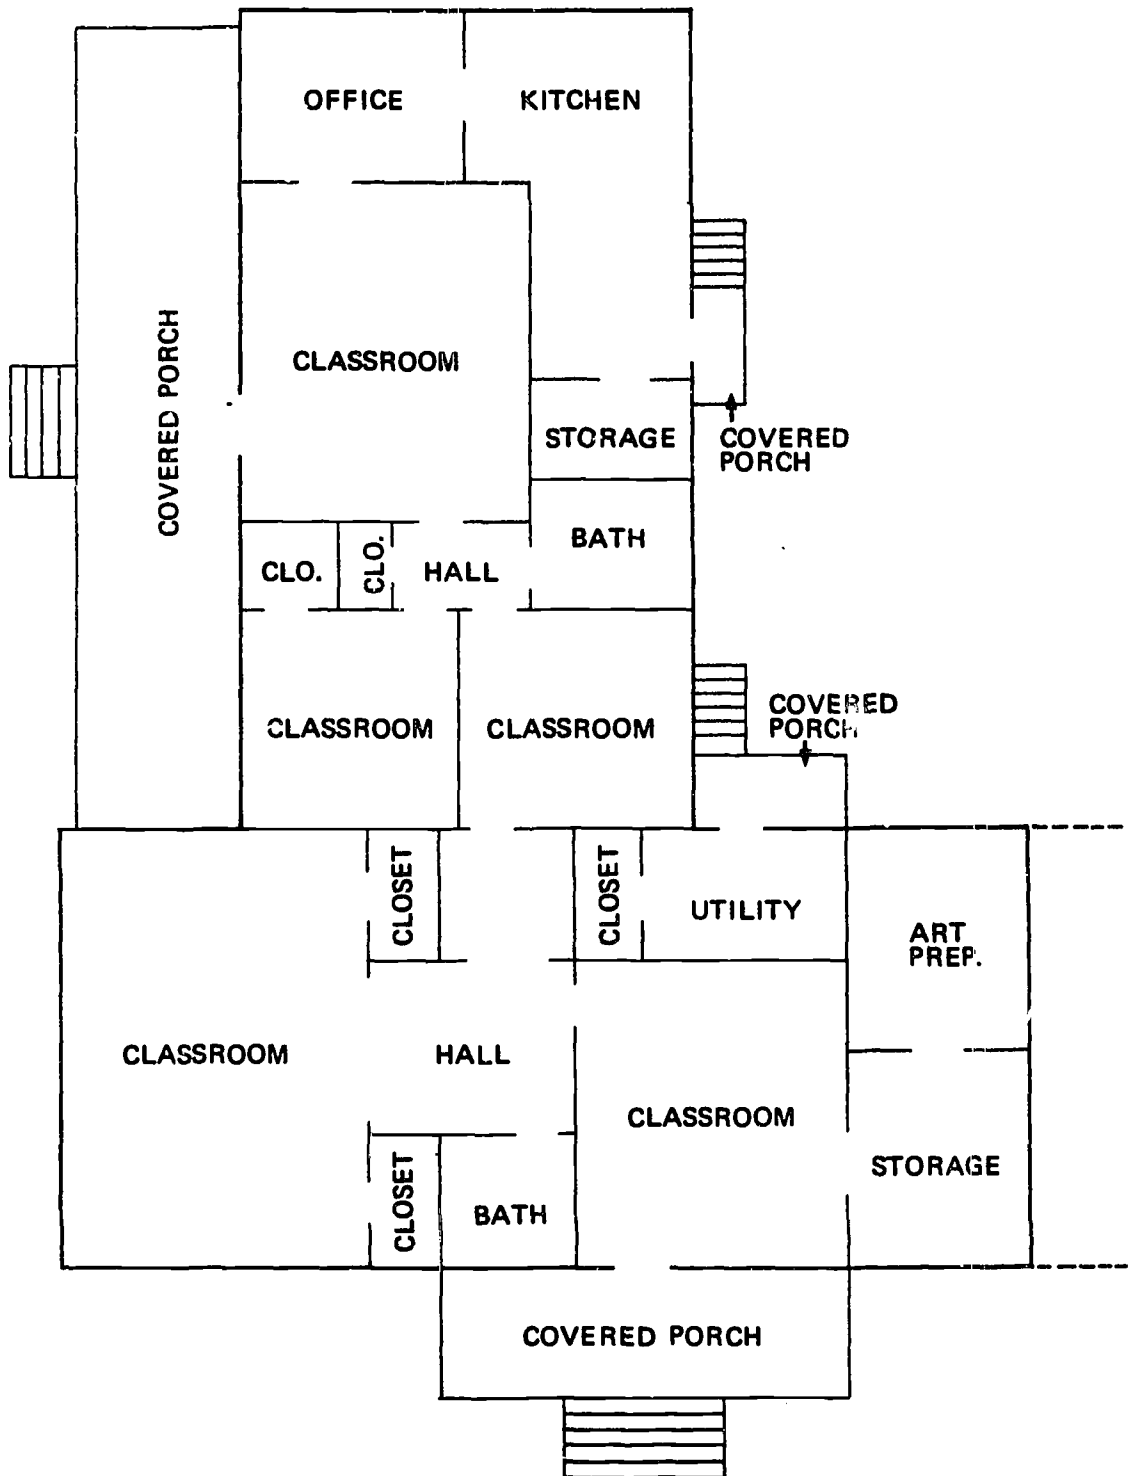 OFFICE
KITCHEN
COVERED PORCH
CLASSROOM
STORAGE
COVERED
PORCH
BATH
CLO.
CLO.
HALL
COVERED
PORCH
CLASSROOM
CLASSROOM
CLOSET
CLOSET
UTILITY
ART
PREP.
CLASSROOM
HALL
CLASSROOM
STORAGE
CLOSET
BATH
COVERED PORCH